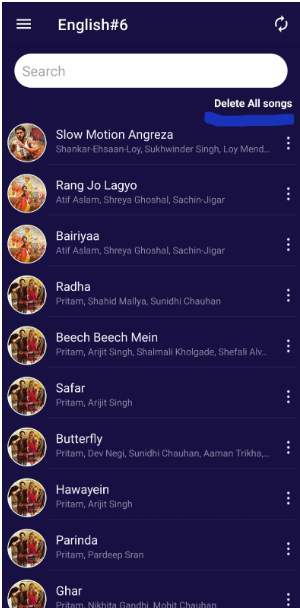 English#6
Search
Delete All songs
Slow Motion Angreza
Shankar-Ehsaan-Loy, Sukhwinder Singh, Loy Mend...
Rang Jo Lagyo
Atif Aslam, Shreya Ghoshal, Sachin-Jigar
Bairiyaa
Atif Aslam, Shreya Ghoshal, Sachin-Jigar
Radha
Pritam, Shahid Mallya, Sunidhi Chauhan
Beech Beech Mein
Pritam, Arijit Singh, Shalmali Kholgade, Shefali Alv...
Safar
Pritam, Arijit Singh
Butterfly
Pritam, Dev Negi, Sunidhi Chauhan, Aaman Trikha,...
Hawayein
Pritam, Arijit Singh
Parinda
Pritam, Pardeep Sran
Ghar
Pritam, Nikhita Gandhi, Mohit Chauhan